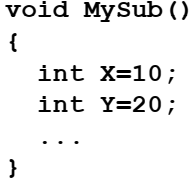 void MySub()
{
  int X=10;
  int Y=20;
  ...
}